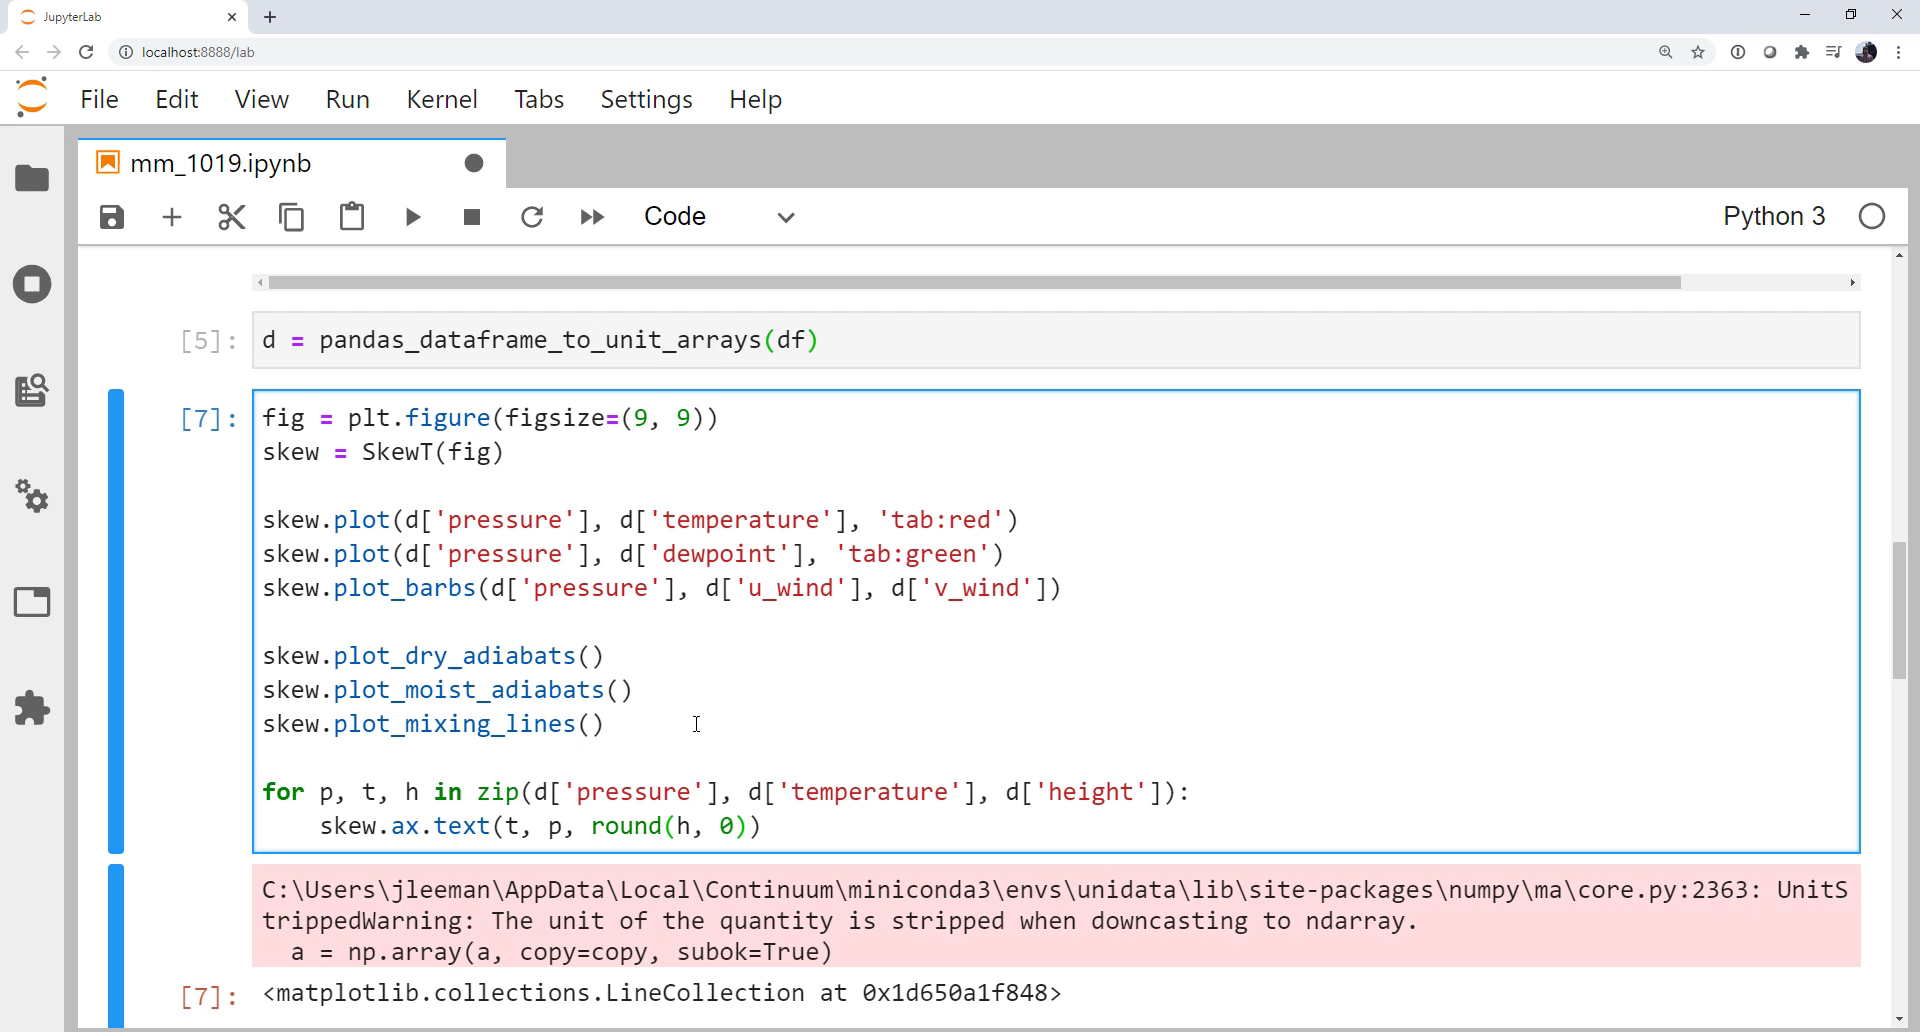 JupyterLab
localhost:8888/lab
File Edit View Run Kernel Tabs Settings Help
mm_1019.ipynb
Code
Python 3
[5]: d = pandas_dataframe_to_unit_arrays(df)
[7]: fig = plt.figure(figsize=(9, 9))
skew = SkewT(fig)
skew.plot(d['pressure'], d['temperature'], 'tab:red')
skew.plot(d['pressure'], d['dewpoint'], 'tab:green')
skew.plot_barbs(d['pressure'], d['u_wind'], d['v_wind'])
skew.plot_dry_adiabats()
skew.plot_moist_adiabats()
skew.plot_mixing_lines()
for p, t, h in zip(d['pressure'], d['temperature'], d['height']):
    skew.ax.text(t, p, round(h, 0))
C:\Users\jleeman\AppData\Local\Continuum\miniconda3\envs\unidata\lib\site-packages\numpy\ma\core.py:2363: UnitS
trippedWarning: The unit of the quantity is stripped when downcasting to ndarray.
  a = np.array(a, copy=copy, subok=True)
[7]: <matplotlib.collections.LineCollection at 0x1d650a1f848>